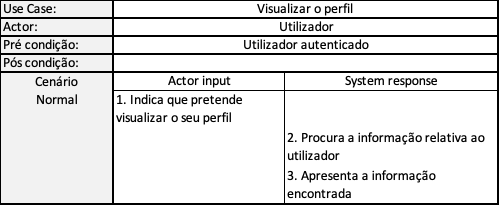 Use Case: Visualizar o perfil
Actor: Utilizador
Pré condição: Utilizador autenticado
Pós condição:
Cenário Actor input System response
Normal 1. Indica que pretende
visualizar o seu perfil
2. Procura a informação relativa ao
utilizador
3. Apresenta a informação
encontrada